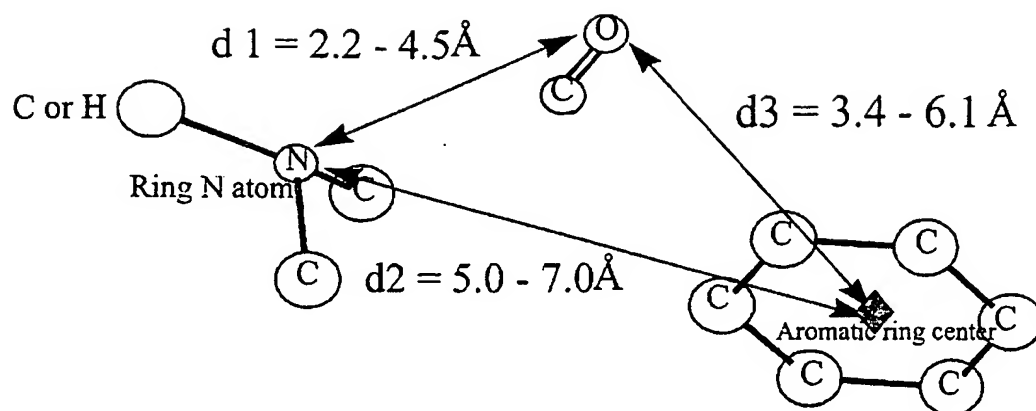 d 1 = 2.2 - 4.5Å
O
C
C or H
d3 = 3.4 - 6.1 Å
N
Ring N atom
C
C
d2 = 5.0 - 7.0Å
C
C
C
C
Aromatic ring center
C
C